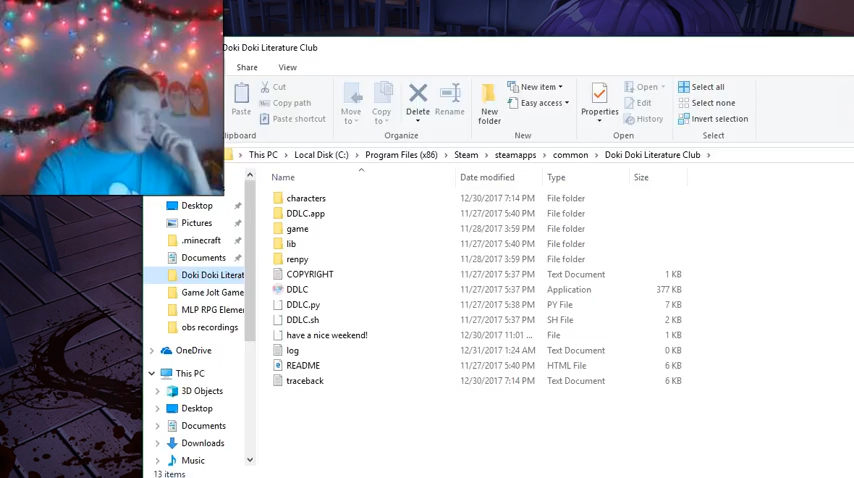 Doki Doki Literature Club
Share View
Paste
Cut
Copy path
Paste shortcut
Move to
Copy to
Delete
Rename
New folder
New item
Easy access
Properties
Open
Edit
History
Select all
Select none
Invert selection
lipboard Organize New Open Select
This PC > Local Disk (C:) > Program Files (x86) > Steam > steamapps > common > Doki Doki Literature Club >
Name Date modified Type Size
characters 12/30/2017 7:14 PM File folder
DDLC.app 11/27/2017 5:40 PM File folder
game 11/28/2017 3:59 PM File folder
lib 11/27/2017 5:40 PM File folder
renpy 11/28/2017 3:59 PM File folder
COPYRIGHT 11/27/2017 5:37 PM Text Document 1 KB
DDLC 11/27/2017 5:37 PM Application 377 KB
DDLC.py 11/27/2017 5:38 PM PY File 7 KB
DDLC.sh 11/27/2017 5:37 PM SH File 2 KB
have a nice weekend! 12/30/2017 11:01 ... File 1 KB
log 12/31/2017 1:24 AM Text Document 0 KB
README 11/27/2017 5:40 PM HTML File 6 KB
traceback 12/30/2017 7:14 PM Text Document 6 KB
Desktop
Pictures
.minecraft
Documents
Doki Doki Literat
Game Jolt Game
MLP RPG Elemer
obs recordings
OneDrive
This PC
3D Objects
Desktop
Documents
Downloads
Music
13 items